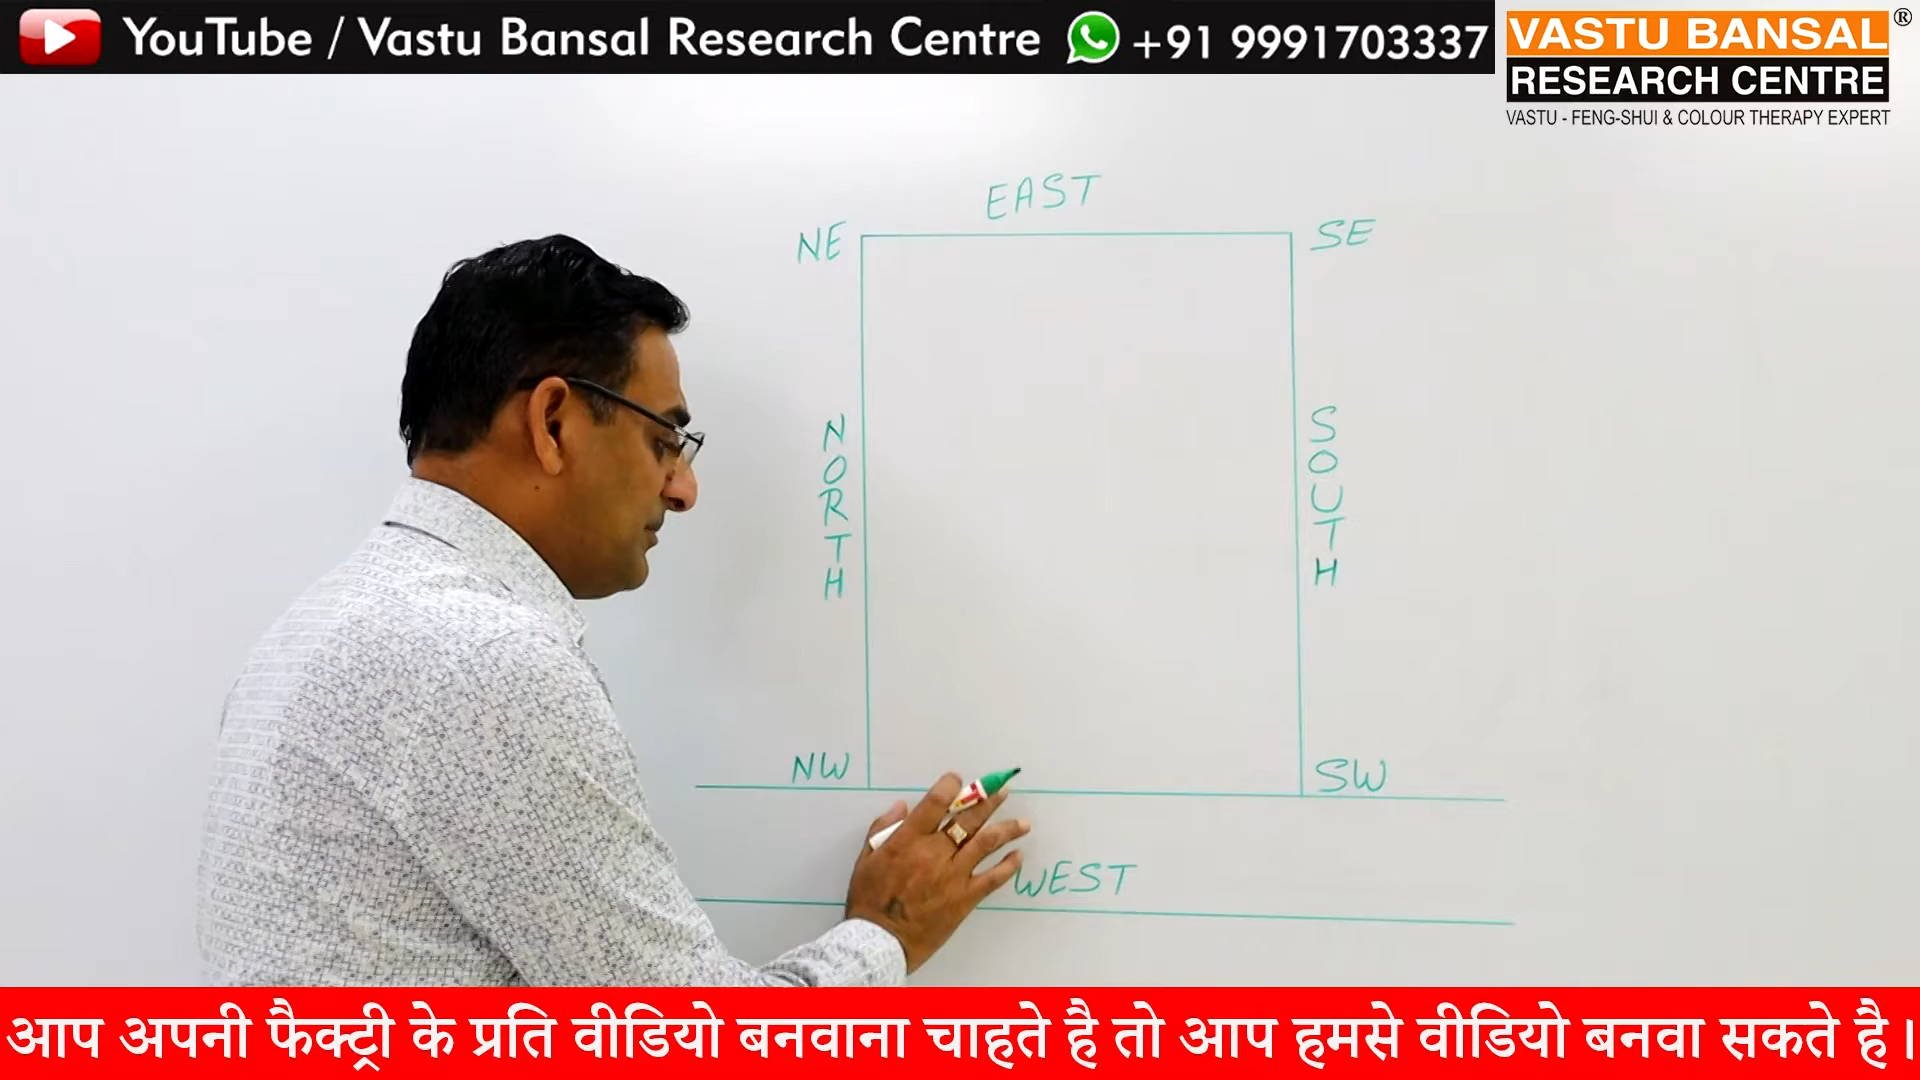 YouTube / Vastu Bansal Research Centre +91 9991703337
VASTU BANSAL ®
RESEARCH CENTRE
VASTU - FENG-SHUI & COLOUR THERAPY EXPERT
EAST
NE
SE
NORTH
SOUTH
NW
SW
WEST
आप अपनी फैक्ट्री के प्रति वीडियो बनवाना चाहते है तो आप हमसे वीडियो बनवा सकते है।